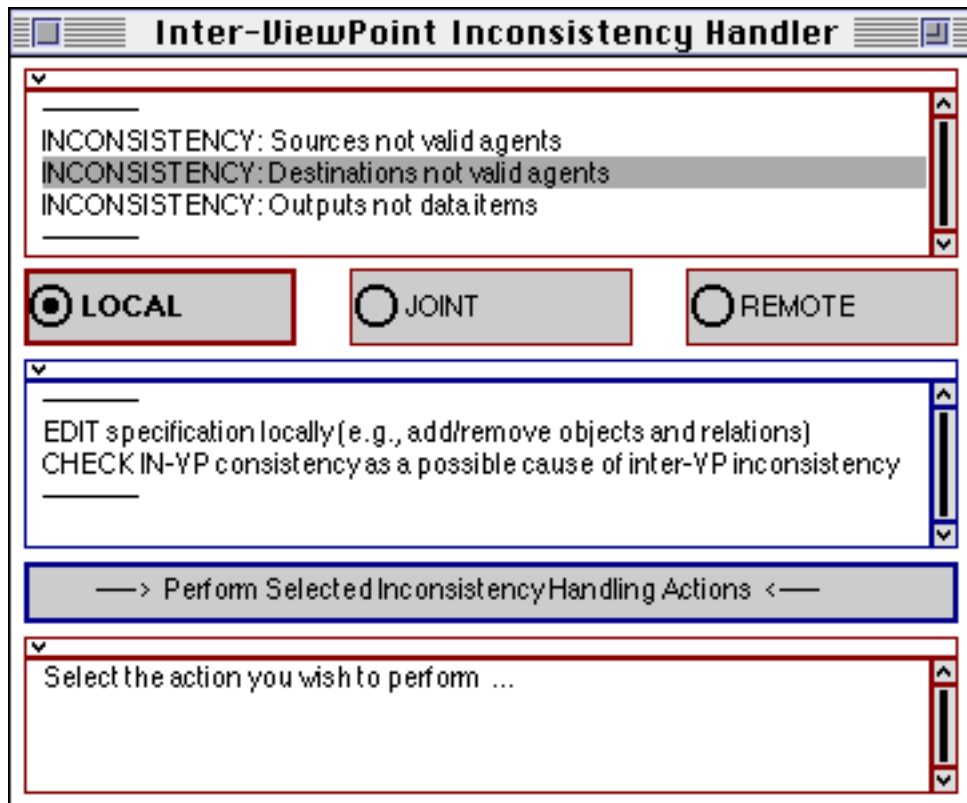 Inter-ViewPoint Inconsistency Handler
INCONSISTENCY: Sources not valid agents
INCONSISTENCY: Destinations not valid agents
INCONSISTENCY: Outputs not data items
LOCAL
JOINT
REMOTE
EDIT specification locally (e.g., add/remove objects and relations)
CHECK IN-VP consistency as a possible cause of inter-VP inconsistency
—> Perform Selected Inconsistency Handling Actions <—
Select the action you wish to perform ...